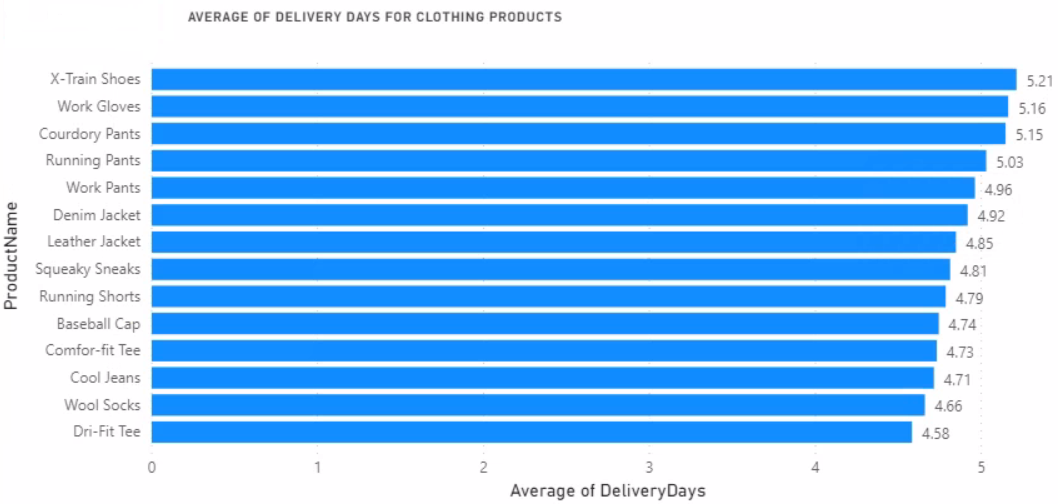 AVERAGE OF DELIVERY DAYS FOR CLOTHING PRODUCTS
ProductName
X-Train Shoes 5.21
Work Gloves 5.16
Courdory Pants 5.15
Running Pants 5.03
Work Pants 4.96
Denim Jacket 4.92
Leather Jacket 4.85
Squeaky Sneaks 4.81
Running Shorts 4.79
Baseball Cap 4.74
Comfor-fit Tee 4.73
Cool Jeans 4.71
Wool Socks 4.66
Dri-Fit Tee 4.58
0 1 2 3 4 5
Average of DeliveryDays